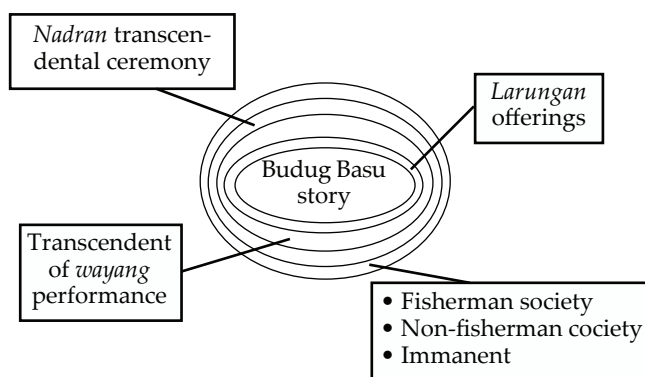 Nadran transcen-
dental ceremony
Larungan
offerings
Budug Basu
story
Transcendent
of wayang
performance
• Fisherman society
• Non-fisherman cociety
• Immanent